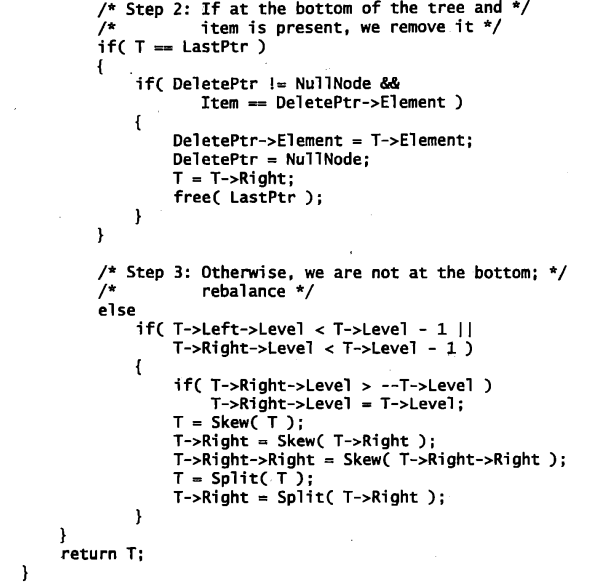 /* Step 2: If at the bottom of the tree and */
/*         item is present, we remove it */
if( T == LastPtr )
{
    if( DeletePtr != NullNode &&
           Item == DeletePtr->Element )
    {
        DeletePtr->Element = T->Element;
        DeletePtr = NullNode;
        T = T->Right;
        free( LastPtr );
    }
}
/* Step 3: Otherwise, we are not at the bottom; */
/*         rebalance */
else
    if( T->Left->Level < T->Level - 1 ||
        T->Right->Level < T->Level - 1 )
    {
        if( T->Right->Level > --T->Level )
            T->Right->Level = T->Level;
        T = Skew( T );
        T->Right = Skew( T->Right );
        T->Right->Right = Skew( T->Right->Right );
        T = Split( T );
        T->Right = Split( T->Right );
    }
}
return T;
}